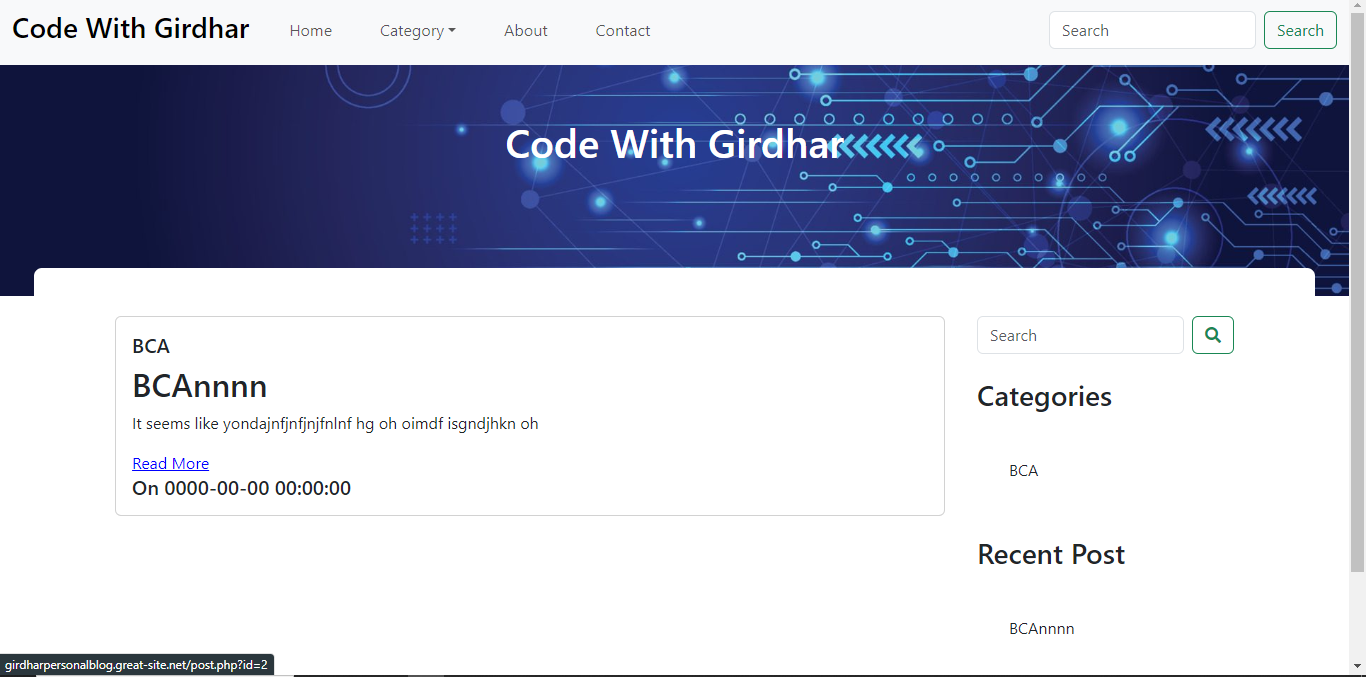 Code With Girdhar Home Category About Contact Search Search
Code With Girdhar
BCA
BCAnnnn
It seems like yondajnfjnfjnjfnlnf hg oh oimdf isgndjhkn oh
Read More
On 0000-00-00 00:00:00
Search
Categories
BCA
Recent Post
BCAnnnn
girdharpersonalblog.great-site.net/post.php?id=2